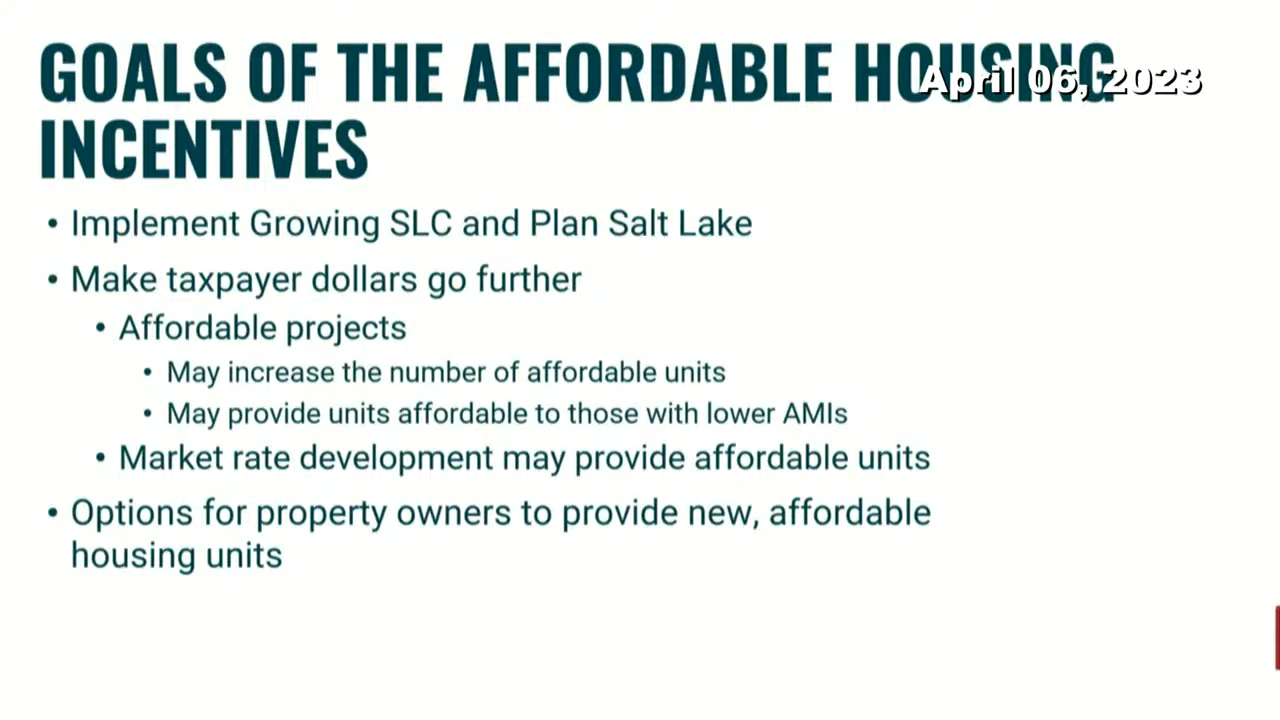 GOALS OF THE AFFORDABLE HOUSING
April 06, 2023
INCENTIVES
• Implement Growing SLC and Plan Salt Lake
• Make taxpayer dollars go further
• Affordable projects
• May increase the number of affordable units
• May provide units affordable to those with lower AMIs
• Market rate development may provide affordable units
• Options for property owners to provide new, affordable
housing units